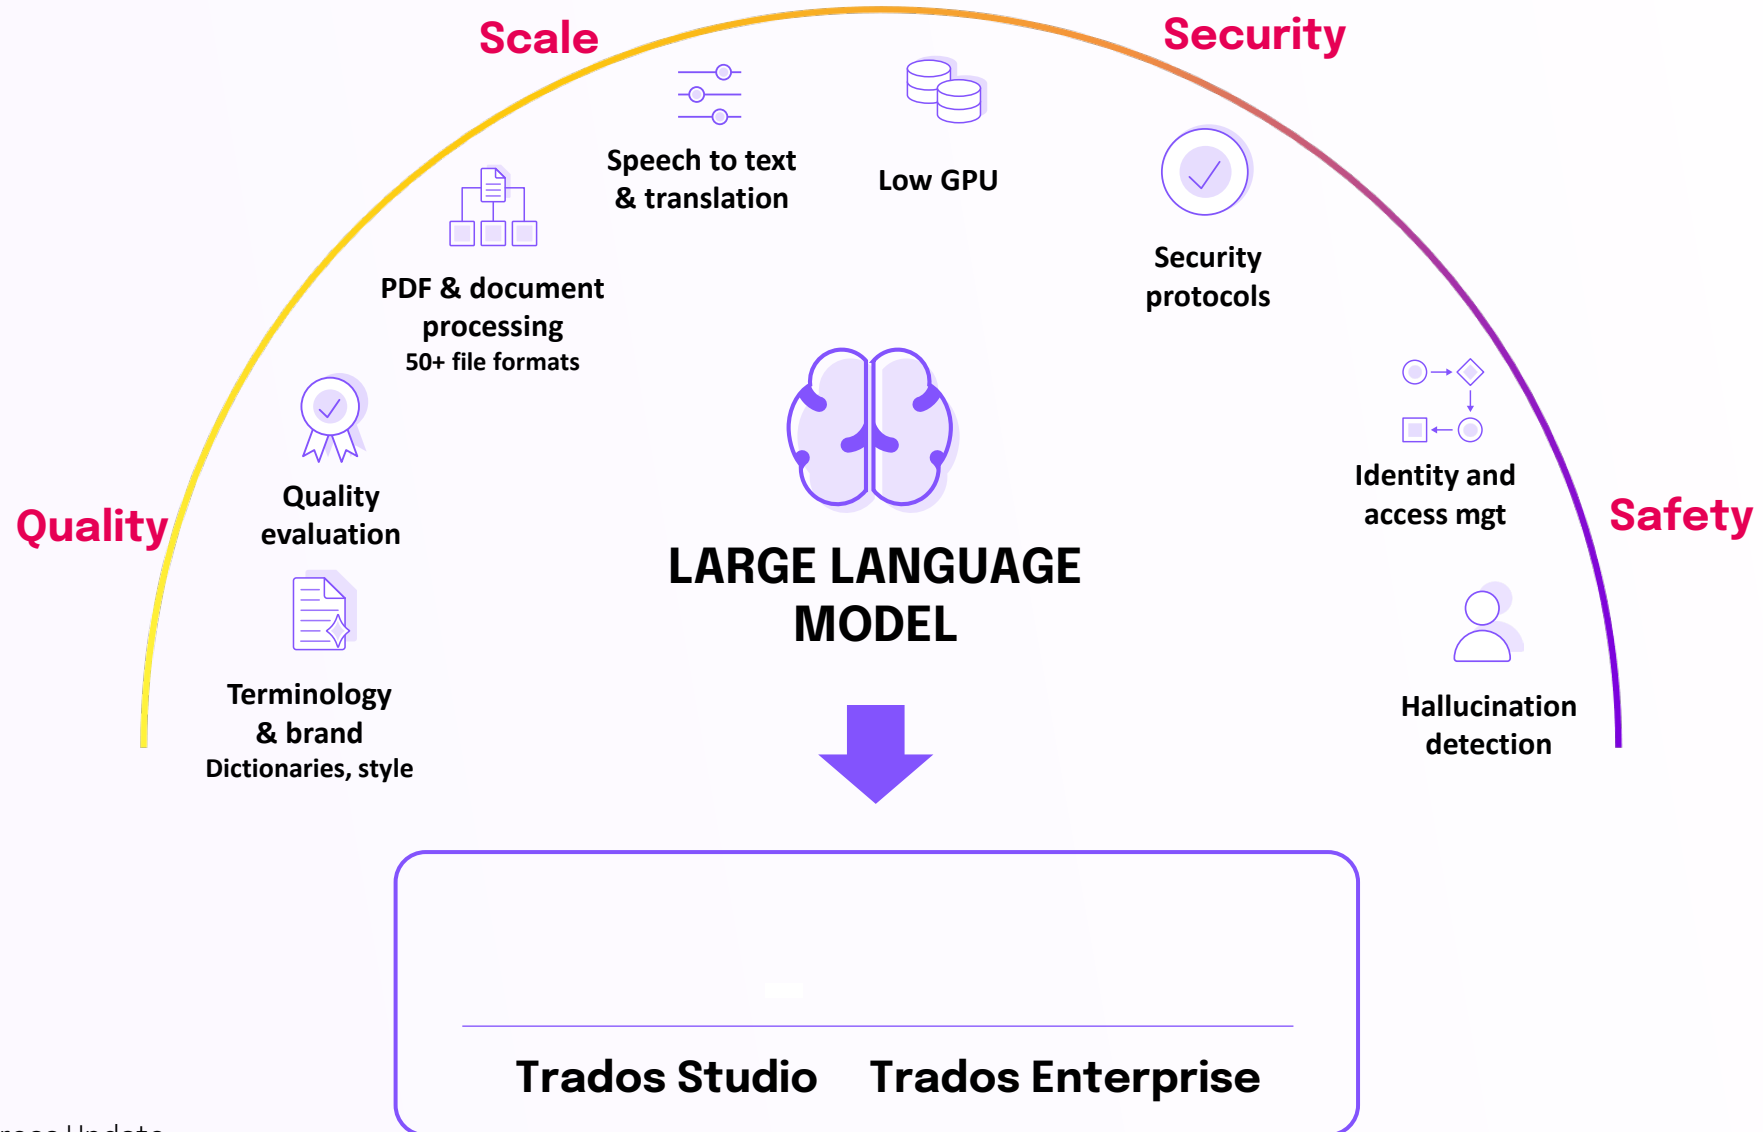 Scale
Security
Speech to text
& translation
Low GPU
PDF & document
processing
50+ file formats
Security
protocols
Quality
Quality
evaluation
Identity and
access mgt
Safety
LARGE LANGUAGE
MODEL
Terminology
& brand
Dictionaries, style
Hallucination
detection
Trados Studio
Trados Enterprise
Update